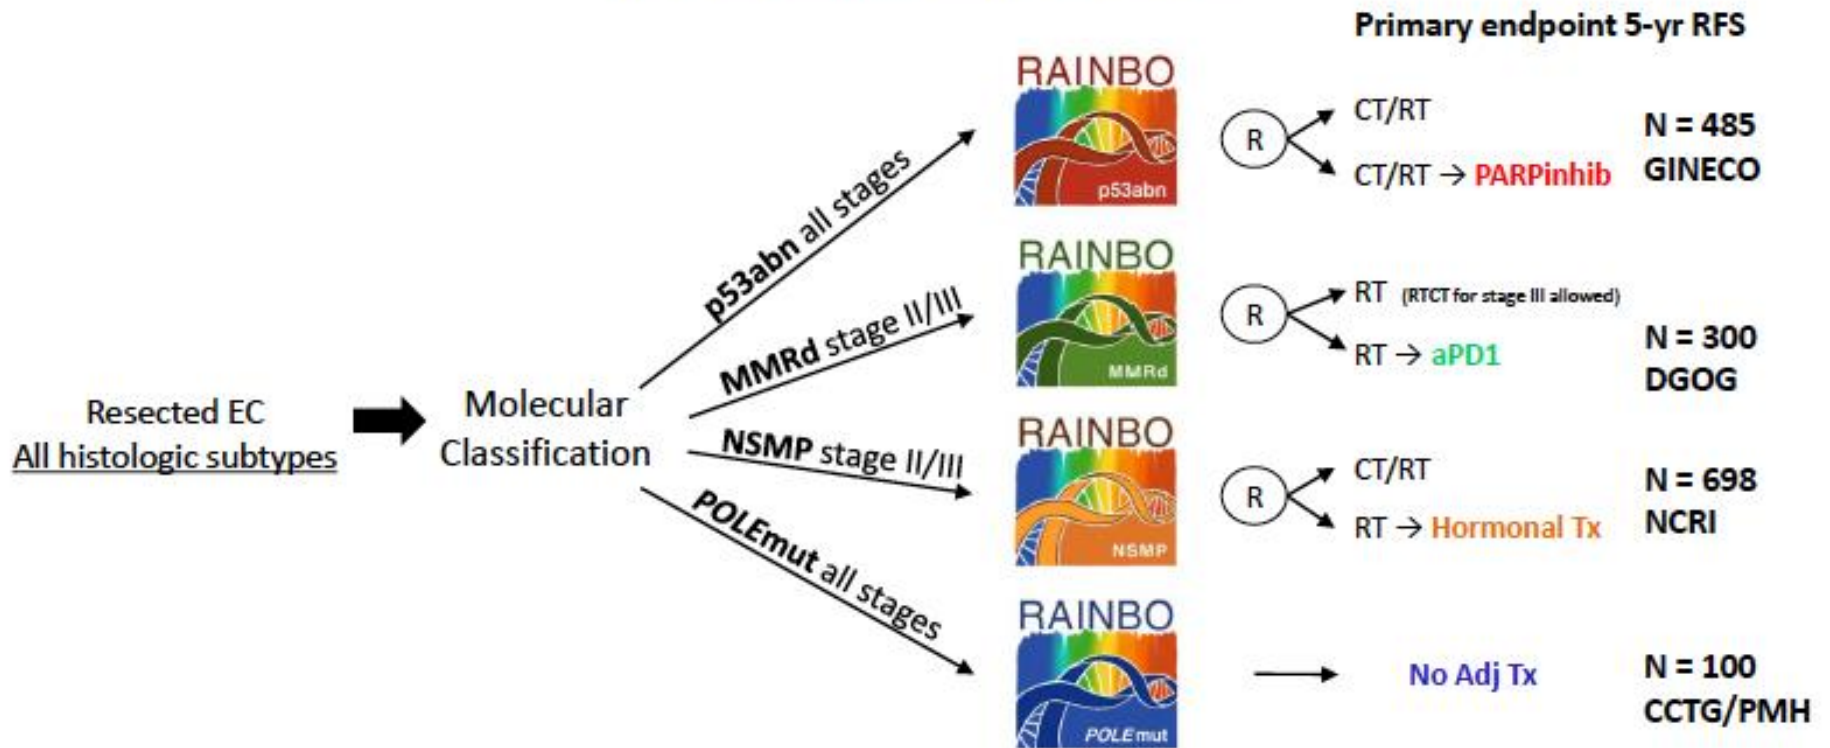 Primary endpoint 5-yr RFS
Resected EC
All histologic subtypes
Molecular
Classification
p53abn all stages
RAINBO
p53abn
R
CT/RT
CT/RT → PARPinhib
N = 485
GINECO
MMRd stage II/III
RAINBO
MMRd
R
RT (RTCT for stage III allowed)
RT → aPD1
N = 300
DGOG
NSMP stage II/III
RAINBO
NSMP
R
CT/RT
RT → Hormonal Tx
N = 698
NCRI
POLEmut all stages
RAINBO
POLEmut
No Adj Tx
N = 100
CCTG/PMH